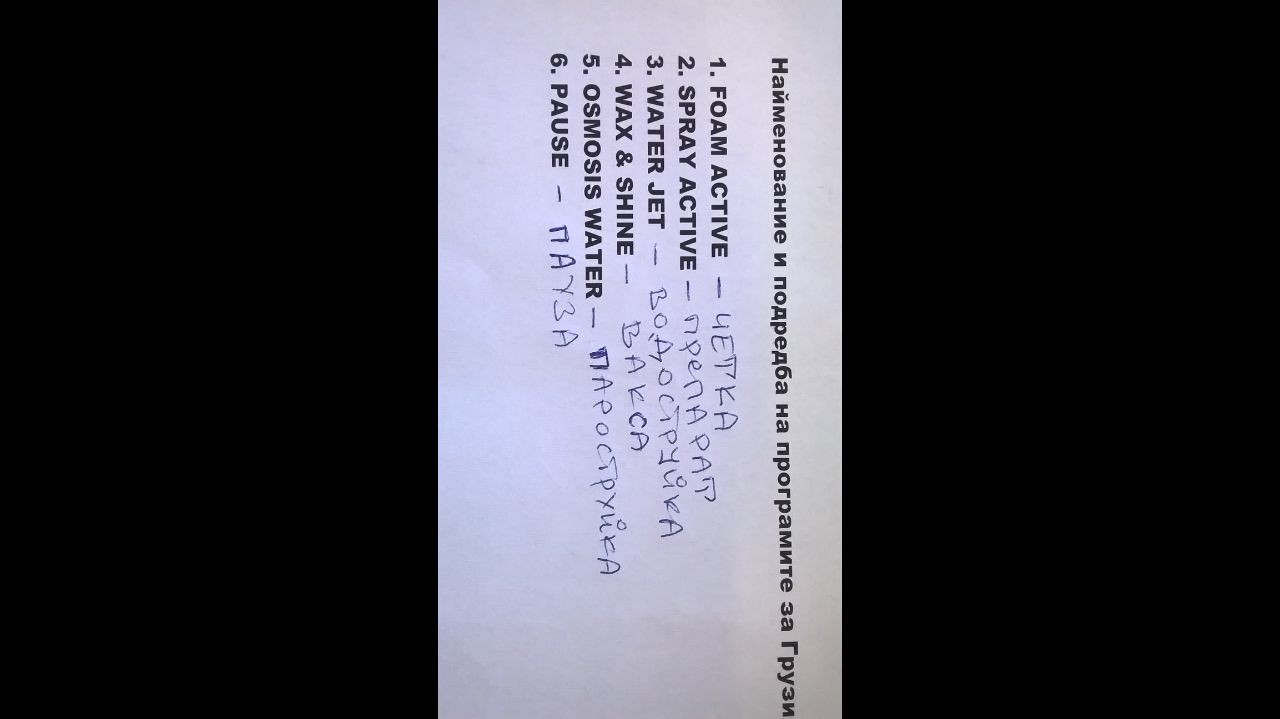 Найменование и подредба на програмите за Грузи
1. FOAM ACTIVE – ЧЕТКА
2. SPRAY ACTIVE – ПРЕПАРАТ
3. WATER JET – ВОДОСТРУЙКА
4. WAX & SHINE – ВАКСА
5. OSMOSIS WATER – ПАРОСТРУЙКА
6. PAUSE – ПАУЗА